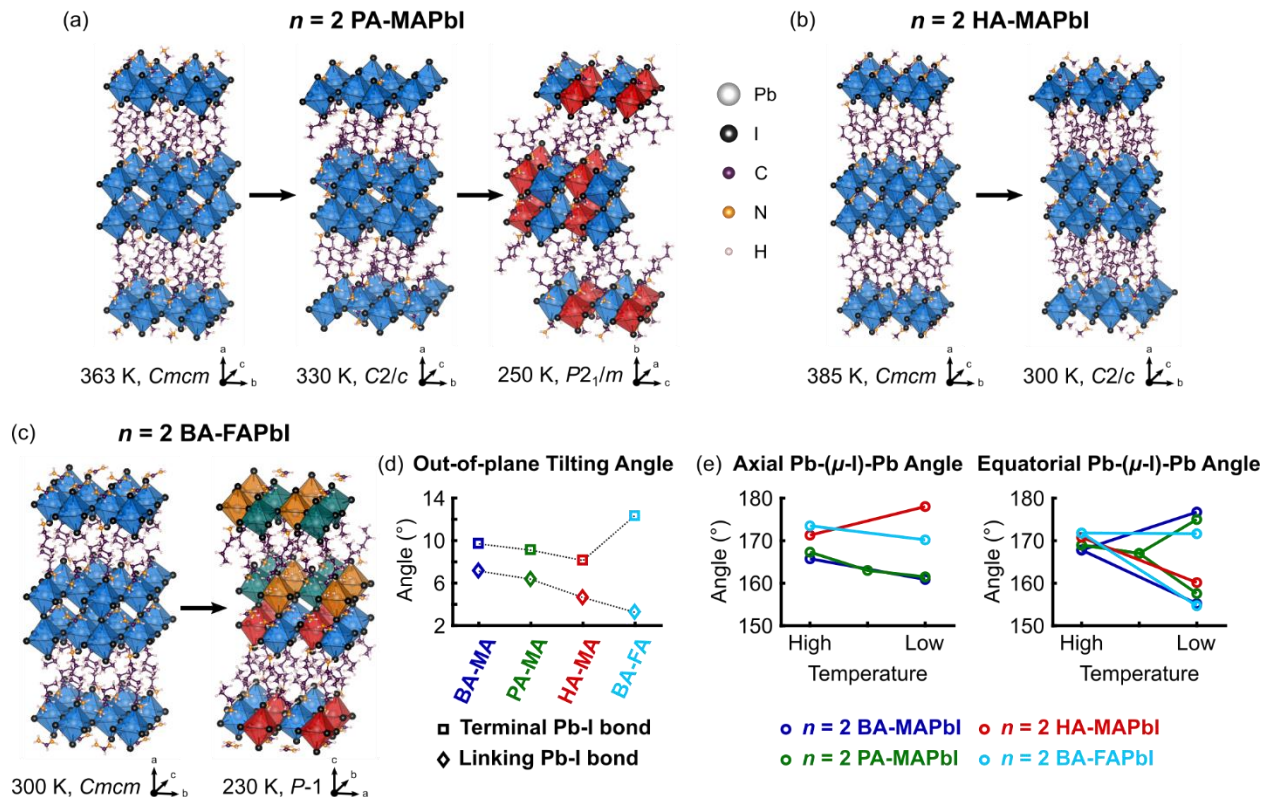 (a) n = 2 PA-MAPbI
363 K, Cmcm
a
c
b
330 K, C2/c
a
c
b
250 K, P2₁/m
b
a
c
Pb
I
C
N
H
(b) n = 2 HA-MAPbI
385 K, Cmcm
a
c
b
300 K, C2/c
a
c
b
(c) n = 2 BA-FAPbI
300 K, Cmcm
a
c
b
230 K, P-1
c
b
a
(d) Out-of-plane Tilting Angle
Angle (°)
14
10
6
2
BA-MA
PA-MA
HA-MA
BA-FA
Terminal Pb-I bond
Linking Pb-I bond
(e) Axial Pb-(μ-I)-Pb Angle
Angle (°)
180
170
160
150
High Low
Temperature
Equatorial Pb-(μ-I)-Pb Angle
Angle (°)
180
170
160
150
High Low
Temperature
n = 2 BA-MAPbI
n = 2 HA-MAPbI
n = 2 PA-MAPbI
n = 2 BA-FAPbI